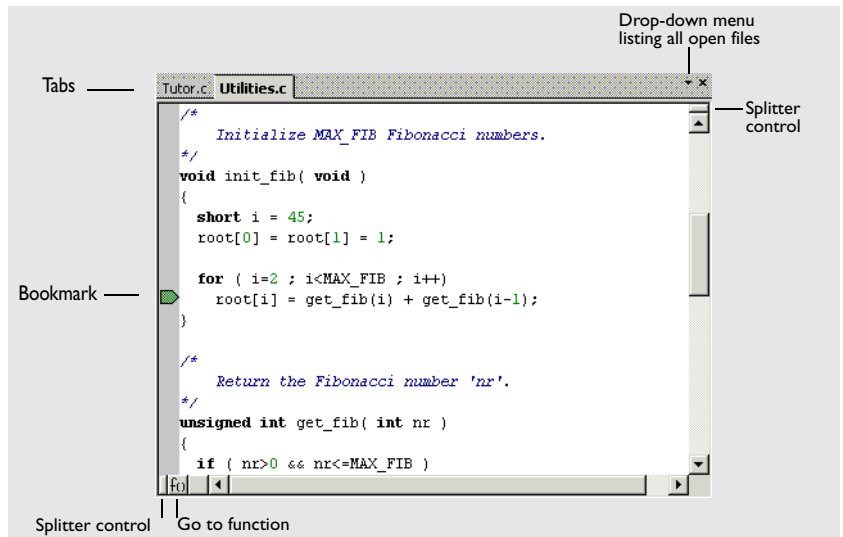 Drop-down menu
listing all open files
Tabs
Tutor.c Utilities.c
Splitter
control
/*
Initialize MAX_FIB Fibonacci numbers.
*/
void init_fib( void )
{
short i = 45;
root[0] = root[1] = 1;
for ( i=2 ; i<MAX_FIB ; i++)
Bookmark
root[i] = get_fib(i) + get_fib(i-1);
}
/*
Return the Fibonacci number 'nr'.
*/
unsigned int get_fib( int nr )
{
if ( nr>0 && nr<=MAX_FIB )
f()
Splitter control
Go to function